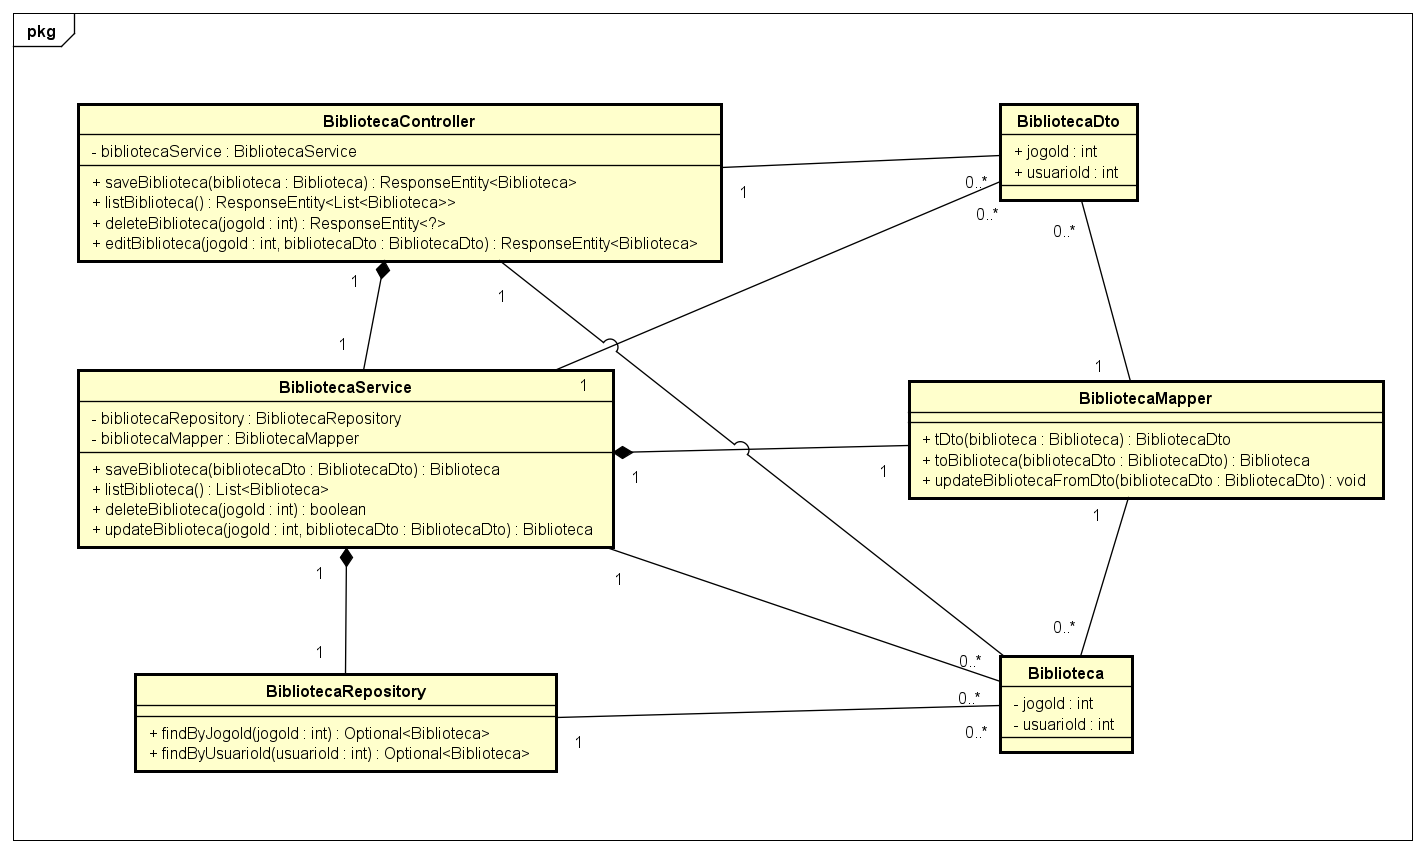 pkg
BibliotecaController
- bibliotecaService : BibliotecaService
+ saveBiblioteca(biblioteca : Biblioteca) : ResponseEntity<Biblioteca>
+ listBiblioteca() : ResponseEntity<List<Biblioteca>>
+ deleteBiblioteca(jogoId : int) : ResponseEntity<?>
+ editBiblioteca(jogoId : int, bibliotecaDto : BibliotecaDto) : ResponseEntity<Biblioteca>
BibliotecaDto
+ jogoId : int
+ usuarioId : int
1
0..*
0..*
0..*
1
1
1
1
1
BibliotecaService
- bibliotecaRepository : BibliotecaRepository
- bibliotecaMapper : BibliotecaMapper
+ saveBiblioteca(bibliotecaDto : BibliotecaDto) : Biblioteca
+ listBiblioteca() : List<Biblioteca>
+ deleteBiblioteca(jogoId : int) : boolean
+ updateBiblioteca(jogoId : int, bibliotecaDto : BibliotecaDto) : Biblioteca
BibliotecaMapper
+ tDto(biblioteca : Biblioteca) : BibliotecaDto
+ toBiblioteca(bibliotecaDto : BibliotecaDto) : Biblioteca
+ updateBibliotecaFromDto(bibliotecaDto : BibliotecaDto) : void
1
1
1
1
1
1
0..*
0..*
0..*
0..*
1
BibliotecaRepository
+ findByJogoId(jogoId : int) : Optional<Biblioteca>
+ findByUsuarioId(usuarioId : int) : Optional<Biblioteca>
Biblioteca
- jogoId : int
- usuarioId : int